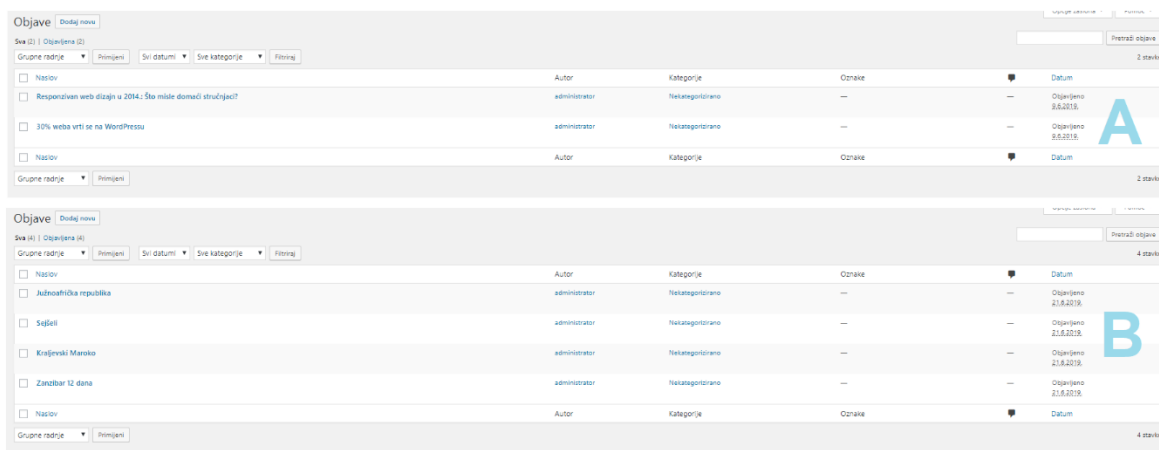 Objave Dodaj novu
Sva (2) | Objavljena (2)
Pretraži objave
Grupne radnje Primijeni Svi datumi Sve kategorije Filtriraj 2 stavke
Naslov Autor Kategorije Oznake Datum
Responzivan web dizajn u 2014.: Što misle domaći stručnjaci? administrator Nekategorizirano — — Objavljeno
9.6.2019.
30% weba vrti se na WordPressu administrator Nekategorizirano — — Objavljeno
9.6.2019.
A
Naslov Autor Kategorije Oznake Datum
Grupne radnje Primijeni 2 stavke
Objave Dodaj novu
Sva (4) | Objavljena (4)
Pretraži objave
Grupne radnje Primijeni Svi datumi Sve kategorije Filtriraj 4 stavke
Naslov Autor Kategorije Oznake Datum
Južnoafrička republika administrator Nekategorizirano — — Objavljeno
21.6.2019.
Sejšeli administrator Nekategorizirano — — Objavljeno
21.6.2019.
B
Kraljevski Maroko administrator Nekategorizirano — — Objavljeno
21.6.2019.
Zanzibar 12 dana administrator Nekategorizirano — — Objavljeno
21.6.2019.
Naslov Autor Kategorije Oznake Datum
Grupne radnje Primijeni 4 stavke